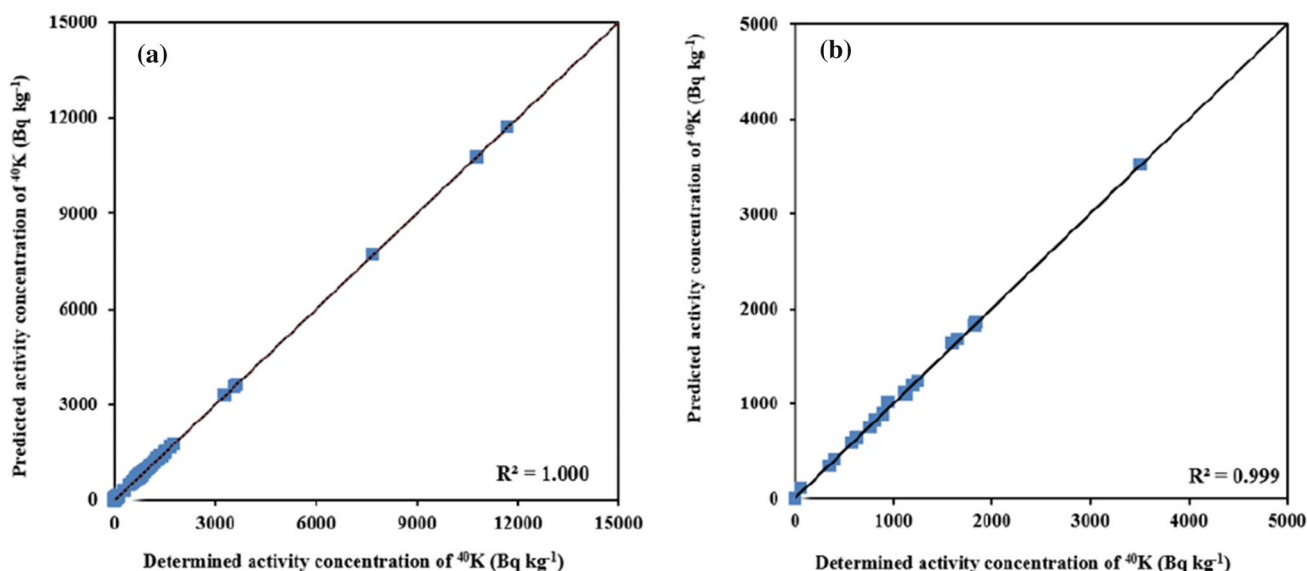 (a)
Predicted activity concentration of ⁴⁰K (Bq kg⁻¹)
15000
12000
9000
6000
3000
0
R² = 1.000
0 3000 6000 9000 12000 15000
Determined activity concentration of ⁴⁰K (Bq kg⁻¹)
(b)
Predicted activity concentration of ⁴⁰K (Bq kg⁻¹)
5000
4000
3000
2000
1000
0
R² = 0.999
0 1000 2000 3000 4000 5000
Determined activity concentration of ⁴⁰K (Bq kg⁻¹)